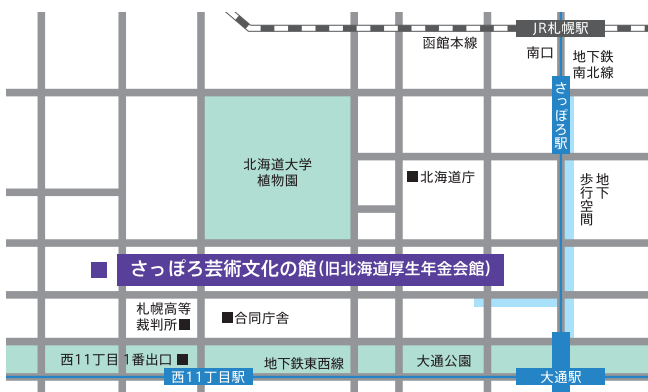 JR札幌駅
函館本線
南口
地下鉄
南北線
さっぽろ駅
北海道大学
植物園
北海道庁
地下
歩行空間
さっぽろ芸術文化の館(旧北海道厚生年金会館)
札幌高等
裁判所
合同庁舎
西11丁目 1番出口
地下鉄東西線
大通公園
西11丁目駅
大通駅